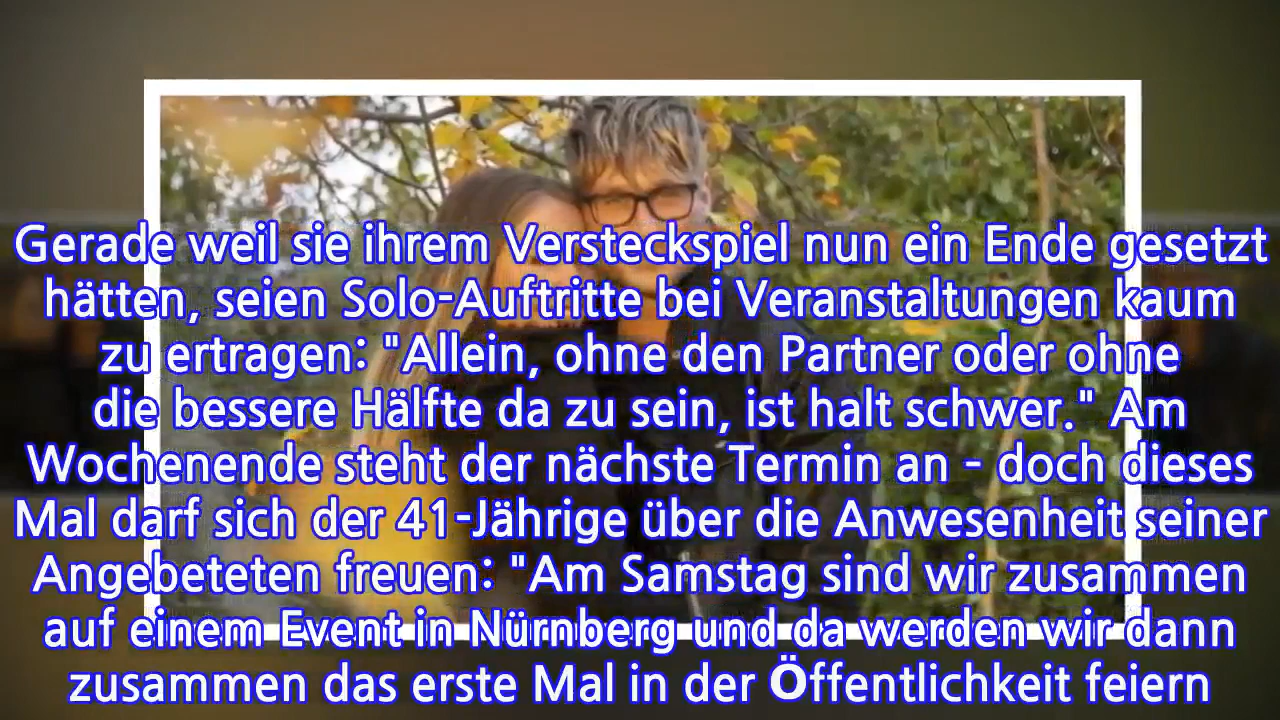 Gerade weil sie ihrem Versteckspiel nun ein Ende gesetzt
hätten, seien Solo-Auftritte bei Veranstaltungen kaum
zu ertragen: "Allein, ohne den Partner oder ohne
die bessere Hälfte da zu sein, ist halt schwer." Am
Wochenende steht der nächste Termin an - doch dieses
Mal darf sich der 41-Jährige über die Anwesenheit seiner
Angebeteten freuen: "Am Samstag sind wir zusammen
auf einem Event in Nürnberg und da werden wir dann
zusammen das erste Mal in der Öffentlichkeit feiern